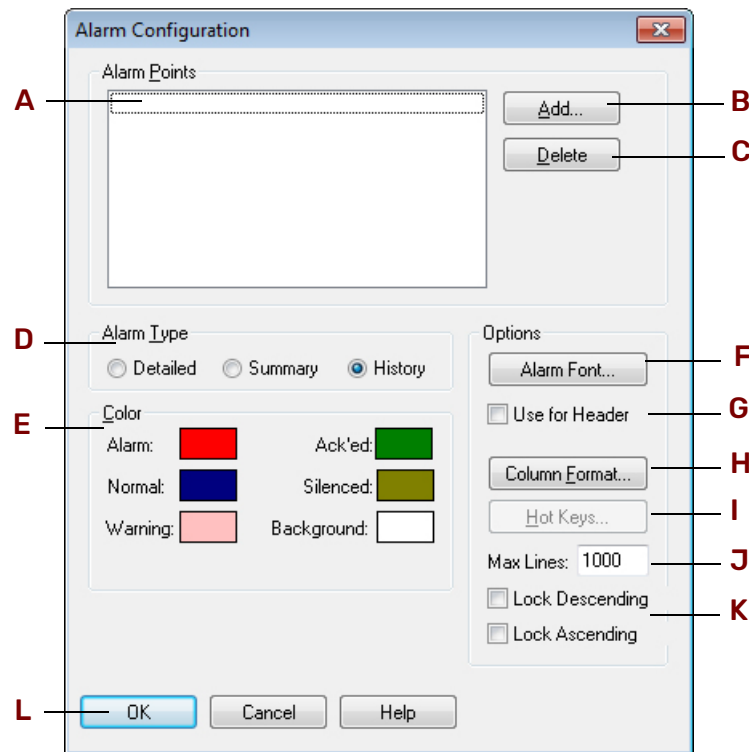 Alarm Configuration
Alarm Points
A
Add...
B
Delete
C
Alarm Type
D
Detailed
Summary
History
Options
Alarm Font...
F
Use for Header
G
Color
E
Alarm:
Ack'ed:
Normal:
Silenced:
Warning:
Background:
Column Format...
H
Hot Keys...
I
Max Lines: 1000
J
Lock Descending
K
Lock Ascending
L
OK
Cancel
Help